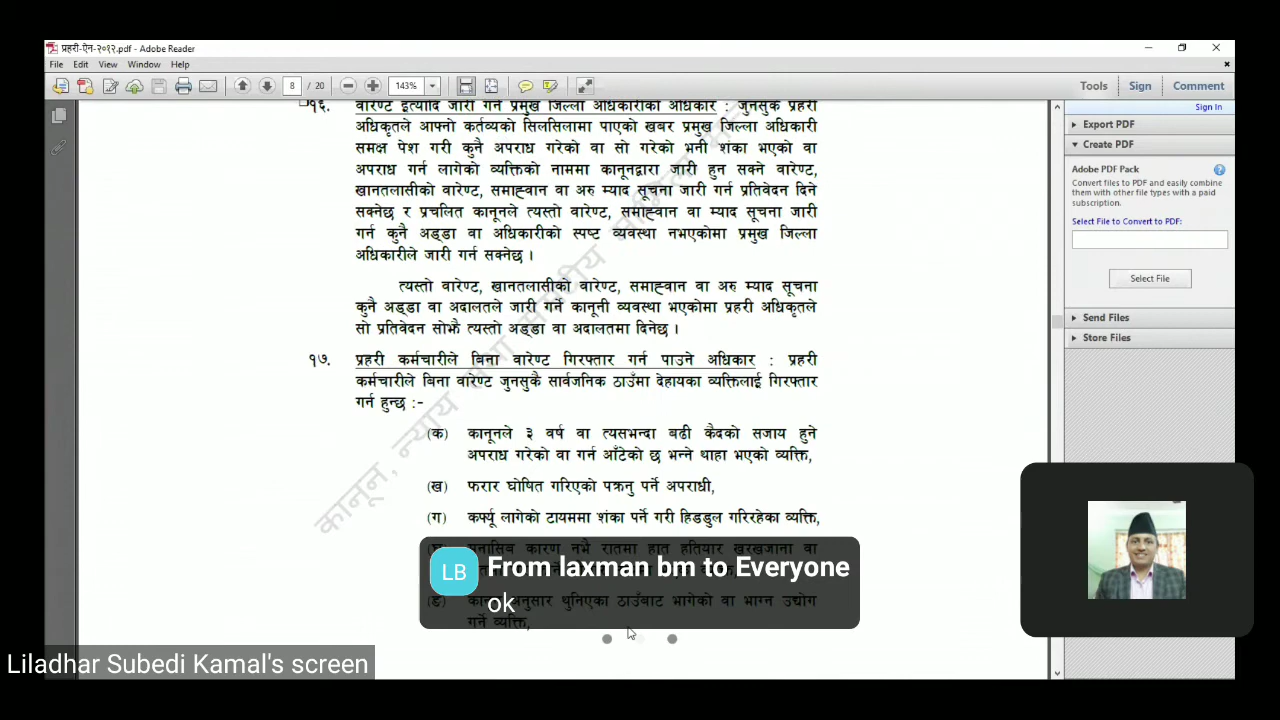 प्रहरी-ऐन-२०१२.pdf - Adobe Reader
File Edit View Window Help
8 / 20 143% Tools Sign Comment
Sign In
Export PDF
Create PDF
Adobe PDF Pack
Convert files to PDF and easily combine
them with other file types with a paid
subscription.
Select File to Convert to PDF:
Select File
Send Files
Store Files
१६. वारेण्ट इत्यादि जारी गर्ने प्रमुख जिल्ला अधिकारीको अधिकार : जुनसुकै प्रहरी
अधिकृतले आफ्नो कर्तव्यको सिलसिलामा पाएको खबर प्रमुख जिल्ला अधिकारी
समक्ष पेश गरी कुनै अपराध गरेको वा सो गरेको भनी शंका भएको वा
अपराध गर्न लागेको व्यक्तिको नाममा कानूनद्वारा जारी हुन सक्ने वारेण्ट,
खानतलासीको वारेण्ट, समाह्वान वा अरु म्याद सूचना जारी गर्न प्रतिवेदन दिन
सक्नेछ र प्रचलित कानूनले त्यस्तो वारेण्ट, समाह्वान वा म्याद सूचना जारी
गर्न कुनै अड्डा वा अधिकारीको स्पष्ट व्यवस्था नभएकोमा प्रमुख जिल्ला
अधिकारीले जारी गर्न सक्नेछ ।
त्यस्तो वारेण्ट, खानतलासीको वारेण्ट, समाह्वान वा अरु म्याद सूचना
कुनै अड्डा वा अदालतले जारी गर्ने कानूनी व्यवस्था भएकोमा प्रहरी अधिकृतले
सो प्रतिवेदन सोझै त्यस्तो अड्डा वा अदालतमा दिनेछ ।
१७. प्रहरी कर्मचारीले बिना वारेण्ट गिरफ्तार गर्न पाउने अधिकार : प्रहरी
कर्मचारीले बिना वारेण्ट जुनसुकै सार्वजनिक ठाउँमा देहायका व्यक्तिलाई गिरफ्तार
गर्न हुन्छ :-
(क) कानूनले ३ वर्ष वा त्यसभन्दा बढी कैदको सजाय हुने
अपराध गरेको वा गर्न आँटेको छ भन्ने थाहा भएको व्यक्ति,
(ख) फरार घोषित गरिएको पक्रनु पर्ने अपराधी,
(ग) कर्फ्यू लागेको टायममा शंका पर्ने गरी हिडडुल गरिरहेका व्यक्ति,
मनासिब कारण नभै रातमा हात हतियार खरखजाना वा
(ङ) कानून अनुसार थुनिएका ठाउँबाट भागेको वा भाग्न उद्योग
गर्ने व्यक्ति,
कानून, न्याय
LB From laxman bm to Everyone
ok
Liladhar Subedi Kamal's screen